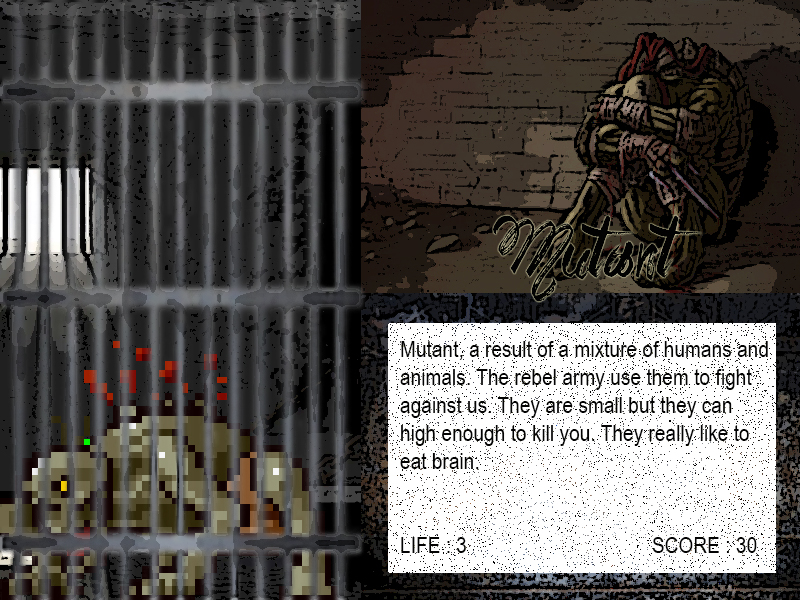 Mutant
Mutant, a result of a mixture of humans and
animals. The rebel army use them to fight
against us. They are small but they can
high enough to kill you. They really like to
eat brain.
LIFE : 3 SCORE : 30